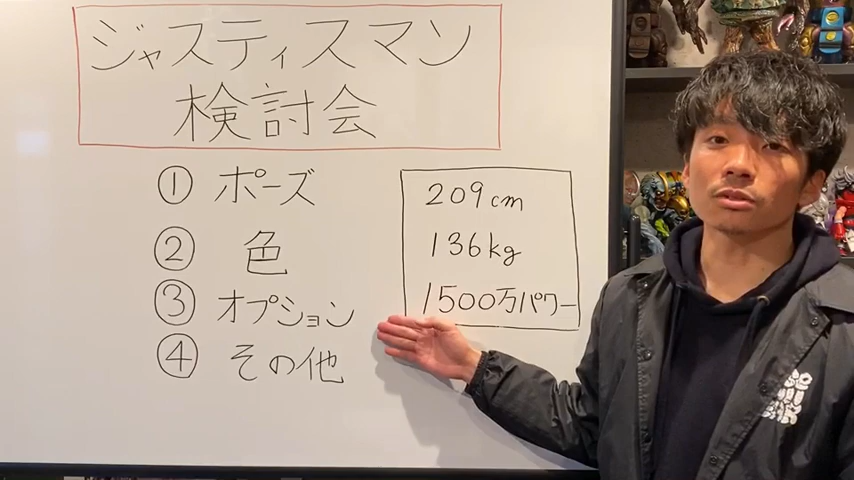 ジャスティスマン
検討会
① ポーズ
② 色
③ オプション
④ その他
209cm
136kg
1500万パワー